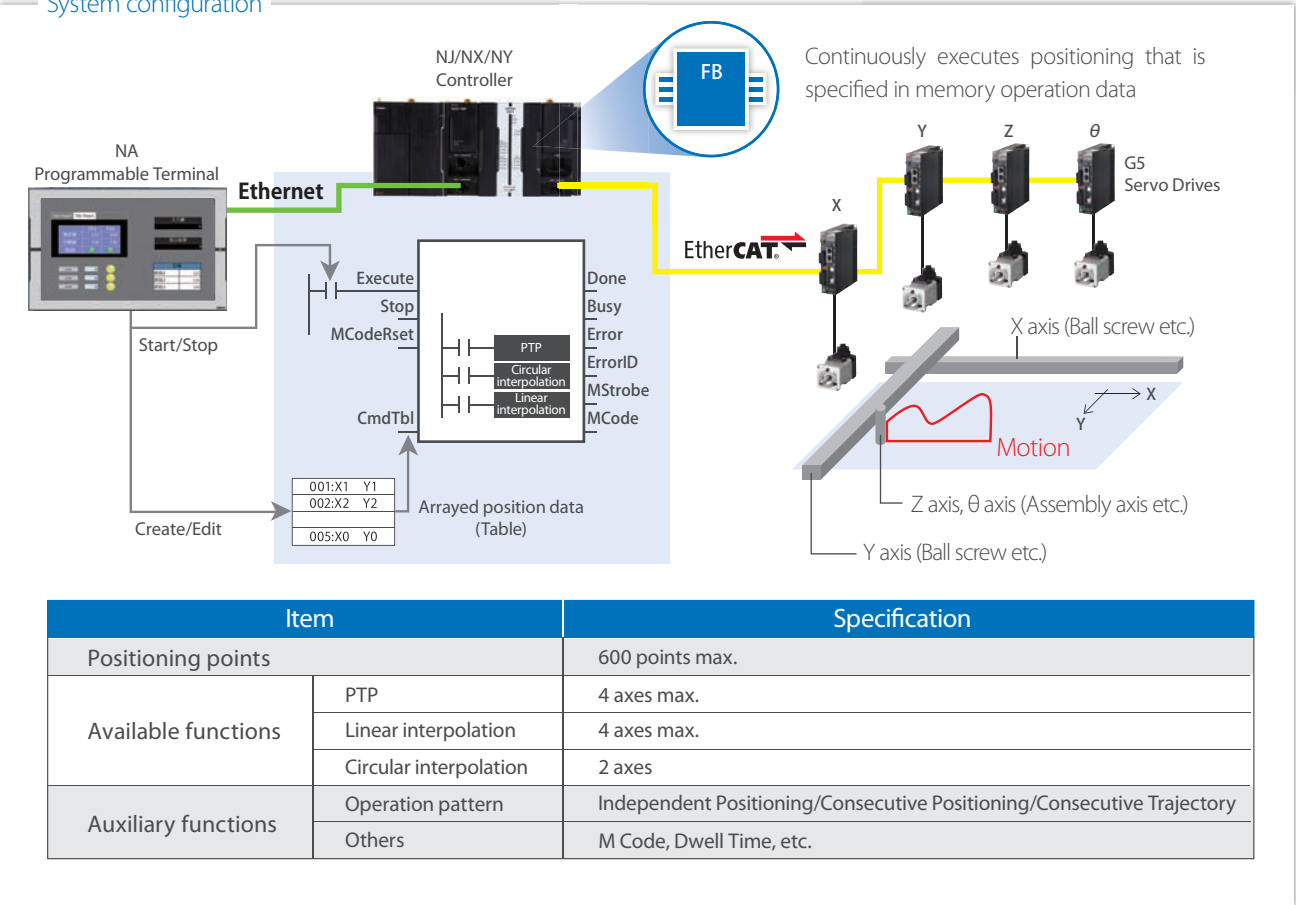 System configuration
NJ/NX/NY
Controller
FB
Continuously executes positioning that is
specified in memory operation data
NA
Programmable Terminal
Ethernet
Y
Z
θ
G5
Servo Drives
X
EtherCAT®
Execute
Stop
MCodeRset
CmdTbl
PTP
Circular
interpolation
Linear
interpolation
Done
Busy
Error
ErrorID
MStrobe
MCode
Start/Stop
Create/Edit
001:X1 Y1
002:X2 Y2
005:X0 Y0
Arrayed position data
(Table)
X axis (Ball screw etc.)
X
Y
Motion
Z axis, θ axis (Assembly axis etc.)
Y axis (Ball screw etc.)
Item Specification
Positioning points 600 points max.
Available functions PTP 4 axes max.
Linear interpolation 4 axes max.
Circular interpolation 2 axes
Auxiliary functions Operation pattern Independent Positioning/Consecutive Positioning/Consecutive Trajectory
Others M Code, Dwell Time, etc.